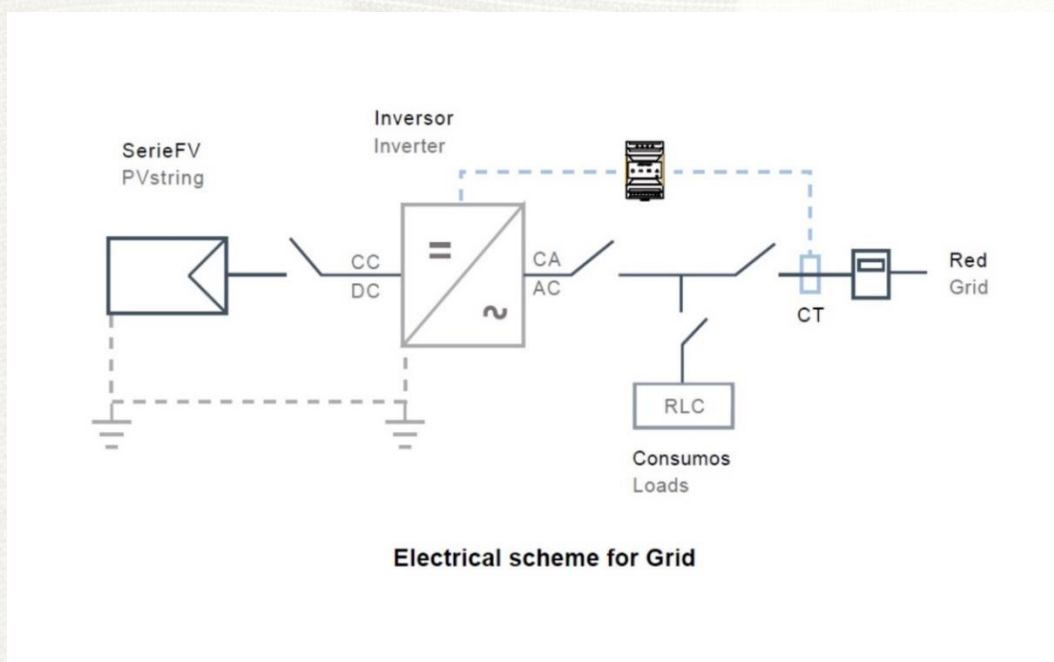 SerieFV
PVstring
Inversor
Inverter
CC
DC
CA
AC
Red
Grid
CT
RLC
Consumos
Loads
Electrical scheme for Grid